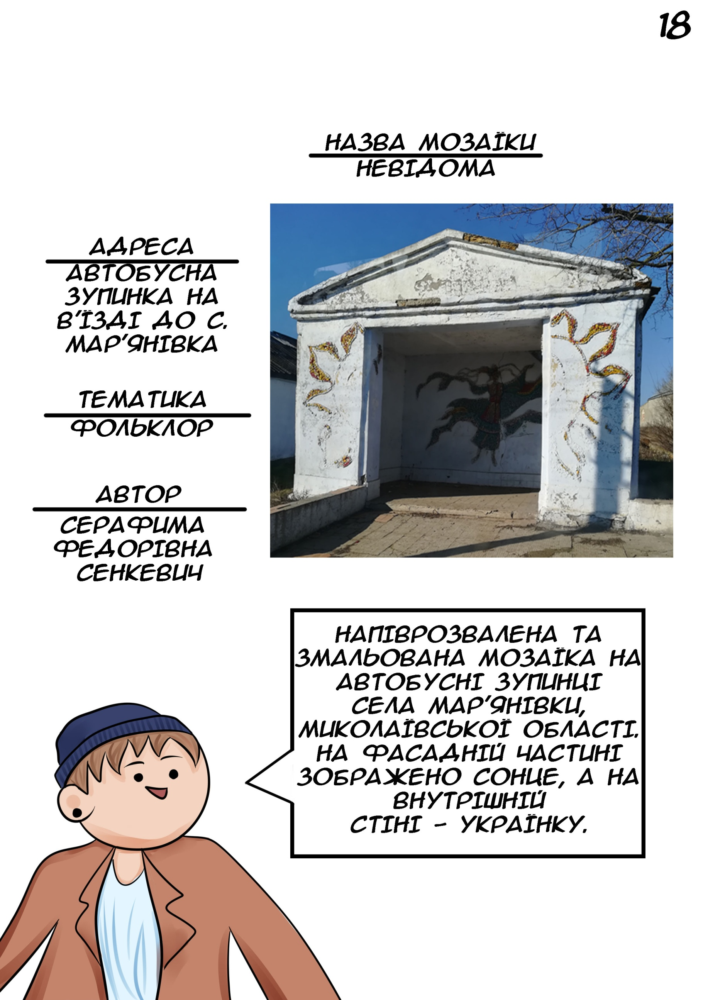 18
НАЗВА МОЗАЇКИ
НЕВІДОМА
АДРЕСА
АВТОБУСНА
ЗУПИНКА НА
В'ЇЗДІ ДО С.
МАР'ЯНІВКА
ТЕМАТИКА
ФОЛЬКЛОР
АВТОР
СЕРАФИМА
ФЕДОРІВНА
СЕНКЕВИЧ
НАПІВРОЗВАЛЕНА ТА
ЗМАЛЬОВАНА МОЗАЇКА НА
АВТОБУСНІ ЗУПИНЦІ
СЕЛА МАР'ЯНІВКИ,
МИКОЛАЇВСЬКОЇ ОБЛАСТІ.
НА ФАСАДНІЙ ЧАСТИНІ
ЗОБРАЖЕНО СОНЦЕ, А НА
ВНУТРІШНІЙ
СТІНІ - УКРАЇНКУ.